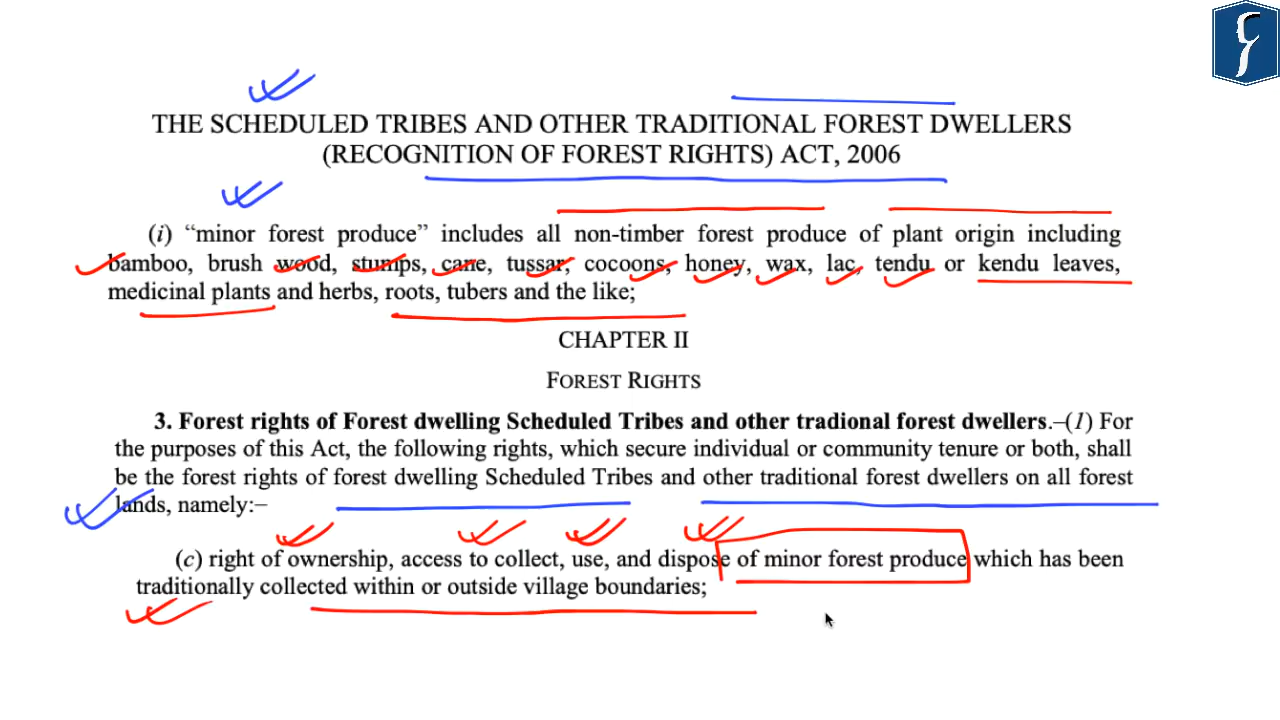 THE SCHEDULED TRIBES AND OTHER TRADITIONAL FOREST DWELLERS
(RECOGNITION OF FOREST RIGHTS) ACT, 2006
(i) “minor forest produce” includes all non-timber forest produce of plant origin including
bamboo, brush wood, stumps, cane, tussar, cocoons, honey, wax, lac, tendu or kendu leaves,
medicinal plants and herbs, roots, tubers and the like;
CHAPTER II
FOREST RIGHTS
3. Forest rights of Forest dwelling Scheduled Tribes and other tradional forest dwellers.–(1) For
the purposes of this Act, the following rights, which secure individual or community tenure or both, shall
be the forest rights of forest dwelling Scheduled Tribes and other traditional forest dwellers on all forest
lands, namely:–
(c) right of ownership, access to collect, use, and dispose of minor forest produce which has been
traditionally collected within or outside village boundaries;